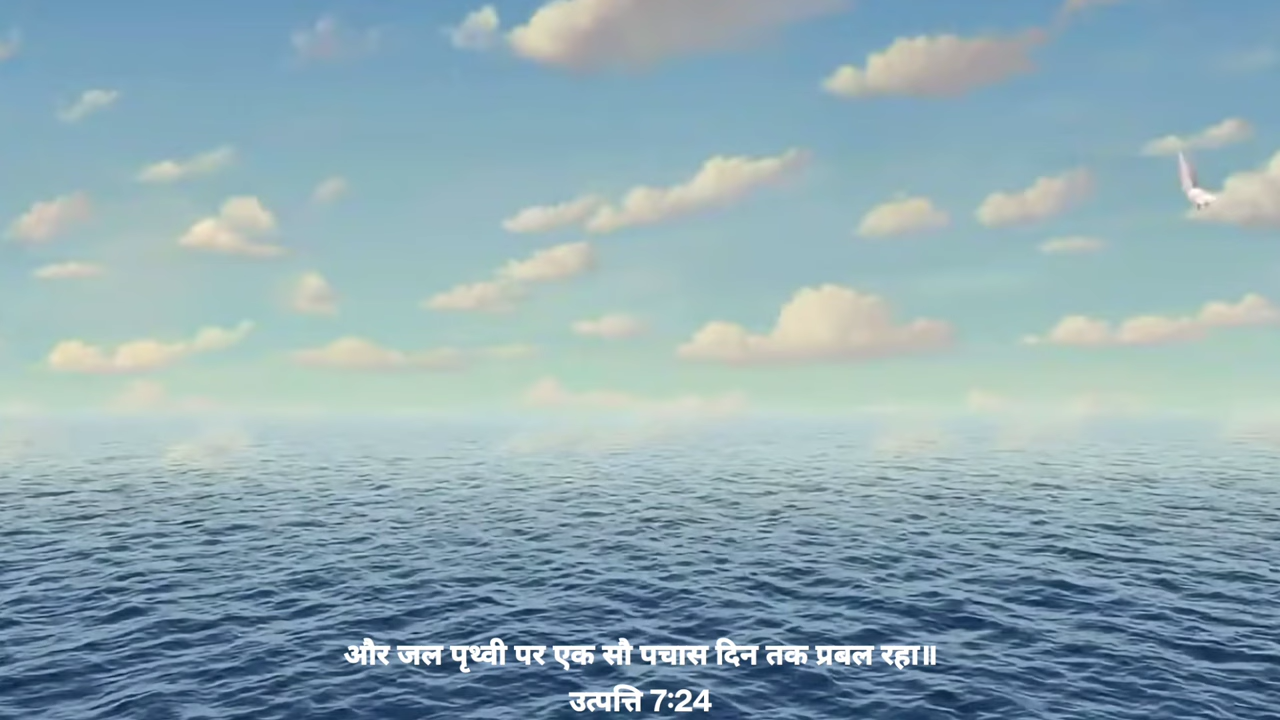 और जल पृथ्वी पर एक सौ पचास दिन तक प्रबल रहा॥
उत्पत्ति 7:24